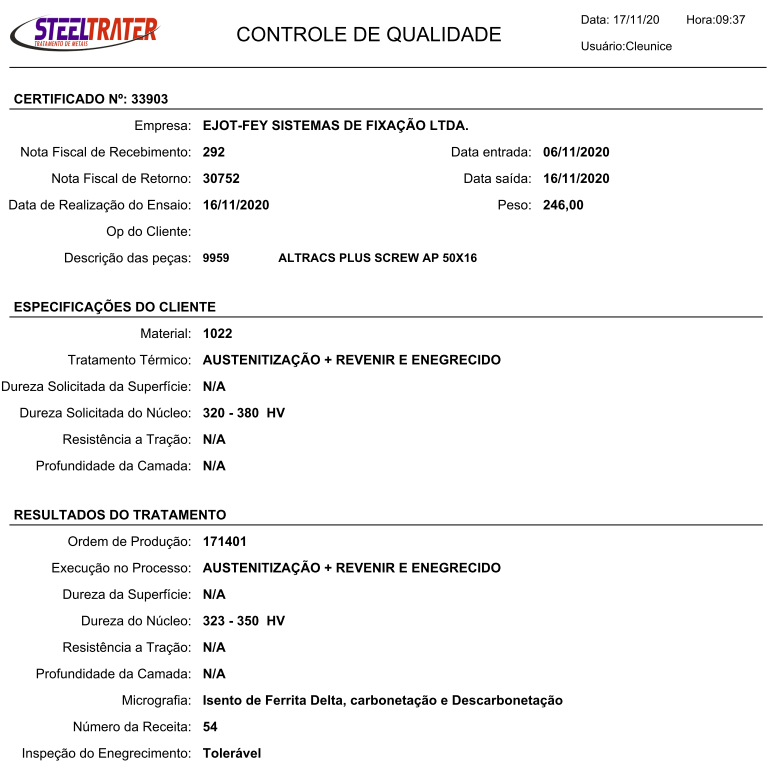 STEELTRATER
TRATAMENTO DE METAIS
CONTROLE DE QUALIDADE
Data: 17/11/20 Hora:09:37
Usuário:Cleunice
CERTIFICADO Nº: 33903
Empresa: EJOT-FEY SISTEMAS DE FIXAÇÃO LTDA.
Nota Fiscal de Recebimento: 292 Data entrada: 06/11/2020
Nota Fiscal de Retorno: 30752 Data saída: 16/11/2020
Data de Realização do Ensaio: 16/11/2020 Peso: 246,00
Op do Cliente:
Descrição das peças: 9959 ALTRACS PLUS SCREW AP 50X16
ESPECIFICAÇÕES DO CLIENTE
Material: 1022
Tratamento Térmico: AUSTENITIZAÇÃO + REVENIR E ENEGRECIDO
Dureza Solicitada da Superfície: N/A
Dureza Solicitada do Núcleo: 320 - 380 HV
Resistência a Tração: N/A
Profundidade da Camada: N/A
RESULTADOS DO TRATAMENTO
Ordem de Produção: 171401
Execução no Processo: AUSTENITIZAÇÃO + REVENIR E ENEGRECIDO
Dureza da Superfície: N/A
Dureza do Núcleo: 323 - 350 HV
Resistência a Tração: N/A
Profundidade da Camada: N/A
Micrografia: Isento de Ferrita Delta, carbonetação e Descarbonetação
Número da Receita: 54
Inspeção do Enegrecimento: Tolerável